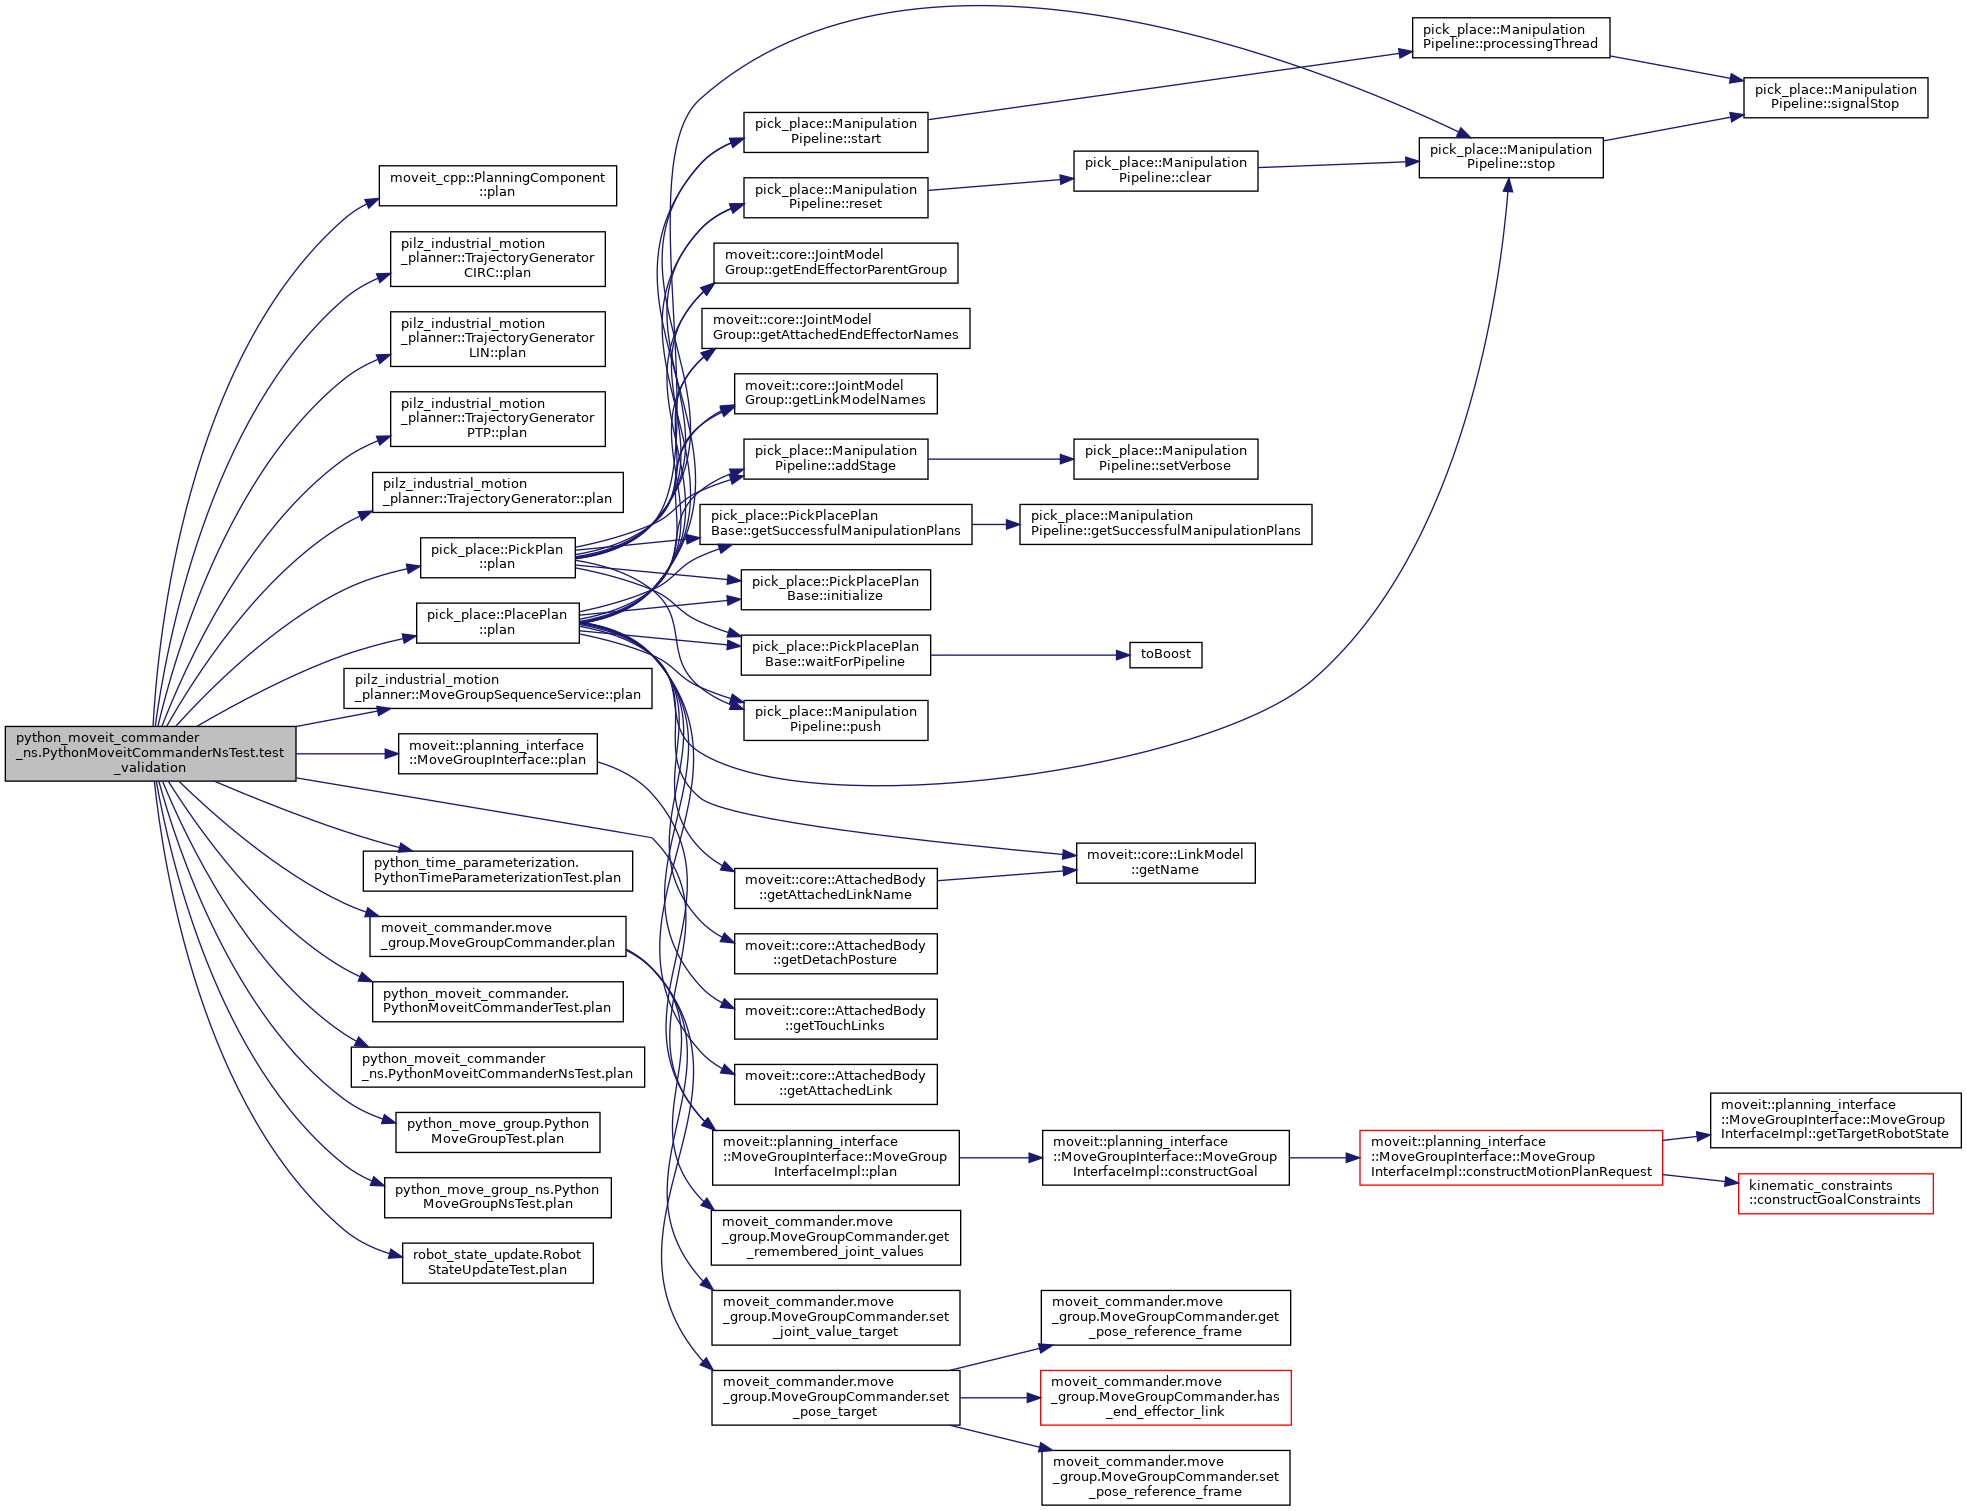 python_moveit_commander
_ns.PythonMoveitCommanderNsTest.test
_validation
moveit_cpp::PlanningComponent
::plan
pilz_industrial_motion
_planner::TrajectoryGenerator
CIRC::plan
pilz_industrial_motion
_planner::TrajectoryGenerator
LIN::plan
pilz_industrial_motion
_planner::TrajectoryGenerator
PTP::plan
pilz_industrial_motion
_planner::TrajectoryGenerator::plan
pick_place::PickPlan
::plan
pick_place::PlacePlan
::plan
pilz_industrial_motion
_planner::MoveGroupSequenceService::plan
moveit::planning_interface
::MoveGroupInterface::plan
python_time_parameterization.
PythonTimeParameterizationTest.plan
moveit_commander.move
_group.MoveGroupCommander.plan
python_moveit_commander.
PythonMoveitCommanderTest.plan
python_moveit_commander
_ns.PythonMoveitCommanderNsTest.plan
python_move_group.Python
MoveGroupTest.plan
python_move_group_ns.Python
MoveGroupNsTest.plan
robot_state_update.Robot
StateUpdateTest.plan
pick_place::Manipulation
Pipeline::start
pick_place::Manipulation
Pipeline::reset
moveit::core::JointModel
Group::getEndEffectorParentGroup
moveit::core::JointModel
Group::getAttachedEndEffectorNames
moveit::core::JointModel
Group::getLinkModelNames
pick_place::Manipulation
Pipeline::addStage
pick_place::PickPlacePlan
Base::getSuccessfulManipulationPlans
pick_place::PickPlacePlan
Base::initialize
pick_place::PickPlacePlan
Base::waitForPipeline
pick_place::Manipulation
Pipeline::push
moveit::core::AttachedBody
::getAttachedLinkName
moveit::core::AttachedBody
::getDetachPosture
moveit::core::AttachedBody
::getTouchLinks
moveit::core::AttachedBody
::getAttachedLink
moveit::planning_interface
::MoveGroupInterface::MoveGroup
InterfaceImpl::plan
moveit_commander.move
_group.MoveGroupCommander.get
_remembered_joint_values
moveit_commander.move
_group.MoveGroupCommander.set
_joint_value_target
moveit_commander.move
_group.MoveGroupCommander.set
_pose_target
pick_place::Manipulation
Pipeline::clear
pick_place::Manipulation
Pipeline::setVerbose
pick_place::Manipulation
Pipeline::getSuccessfulManipulationPlans
toBoost
moveit::core::LinkModel
::getName
moveit::planning_interface
::MoveGroupInterface::MoveGroup
InterfaceImpl::constructGoal
moveit_commander.move
_group.MoveGroupCommander.get
_pose_reference_frame
moveit_commander.move
_group.MoveGroupCommander.has
_end_effector_link
moveit_commander.move
_group.MoveGroupCommander.set
_pose_reference_frame
pick_place::Manipulation
Pipeline::processingThread
pick_place::Manipulation
Pipeline::stop
moveit::planning_interface
::MoveGroupInterface::MoveGroup
InterfaceImpl::constructMotionPlanRequest
pick_place::Manipulation
Pipeline::signalStop
moveit::planning_interface
::MoveGroupInterface::MoveGroup
InterfaceImpl::getTargetRobotState
kinematic_constraints
::constructGoalConstraints